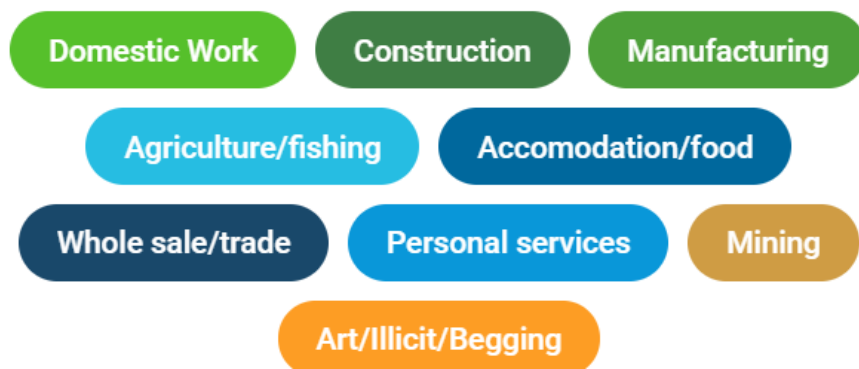 Domestic Work Construction Manufacturing
Agriculture/fishing Accomodation/food
Whole sale/trade Personal services Mining
Art/Illicit/Begging